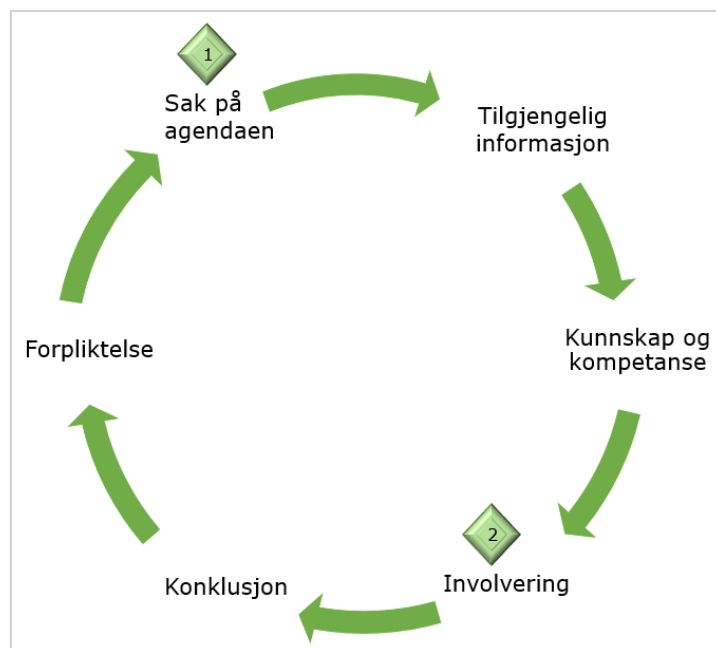 1
Sak på
agendaen
Tilgjengelig
informasjon
Kunnskap og
kompetanse
2
Involvering
Konklusjon
Forpliktelse